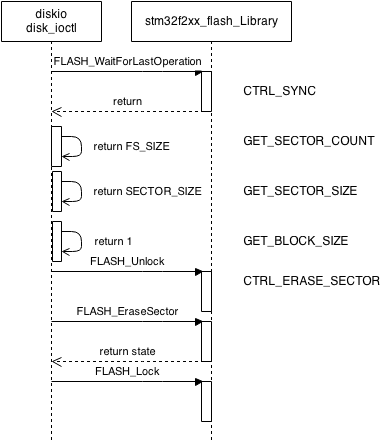 diskio
disk_ioctl
stm32f2xx_flash_Library
FLASH_WaitForLastOperation
CTRL_SYNC
return
return FS_SIZE
GET_SECTOR_COUNT
return SECTOR_SIZE
GET_SECTOR_SIZE
return 1
GET_BLOCK_SIZE
FLASH_Unlock
CTRL_ERASE_SECTOR
FLASH_EraseSector
return state
FLASH_Lock